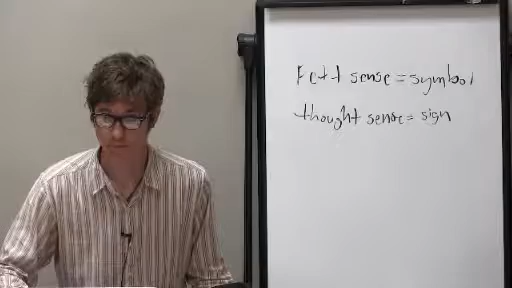 Felt sense = symbol
thought sense = sign